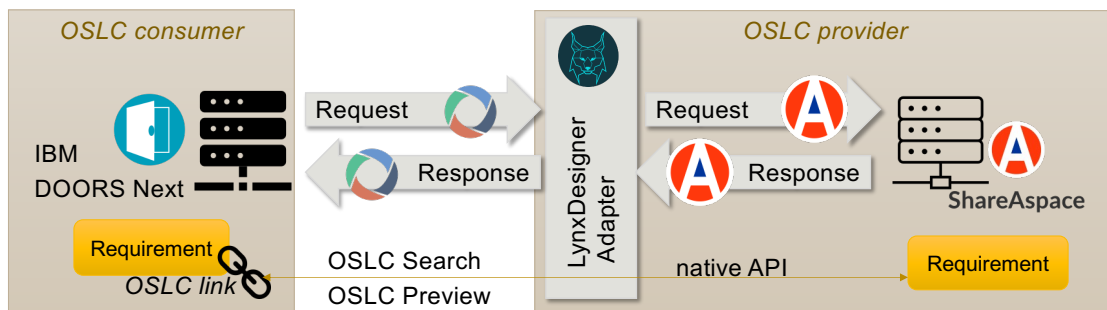 OSLC consumer
OSLC provider
Request
Request
IBM
DOORS Next
Response
LynxDesigner
Adapter
Response
ShareAspace
Requirement
OSLC link
OSLC Search
OSLC Preview
native API
Requirement